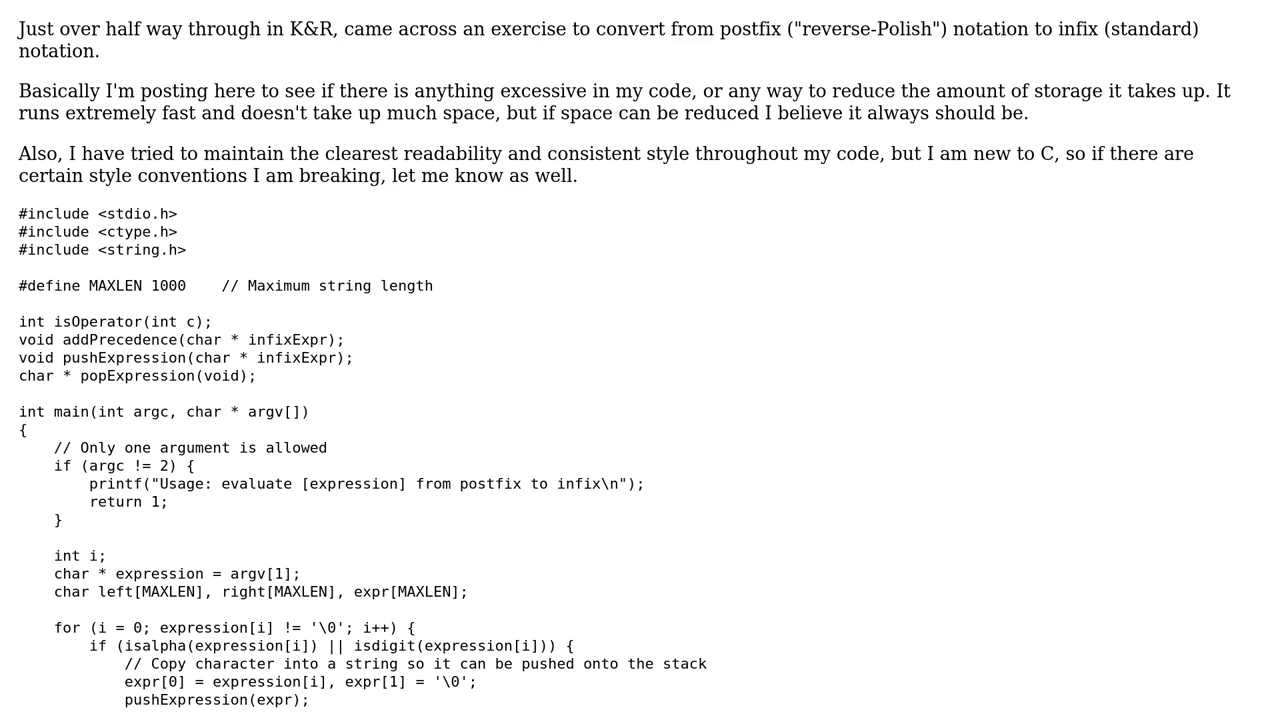 Just over half way through in K&R, came across an exercise to convert from postfix ("reverse-Polish") notation to infix (standard)
notation.
Basically I'm posting here to see if there is anything excessive in my code, or any way to reduce the amount of storage it takes up. It
runs extremely fast and doesn't take up much space, but if space can be reduced I believe it always should be.
Also, I have tried to maintain the clearest readability and consistent style throughout my code, but I am new to C, so if there are
certain style conventions I am breaking, let me know as well.
#include <stdio.h>
#include <ctype.h>
#include <string.h>
#define MAXLEN 1000    // Maximum string length
int isOperator(int c);
void addPrecedence(char * infixExpr);
void pushExpression(char * infixExpr);
char * popExpression(void);
int main(int argc, char * argv[])
{
    // Only one argument is allowed
    if (argc != 2) {
        printf("Usage: evaluate [expression] from postfix to infix\n");
        return 1;
    }
    int i;
    char * expression = argv[1];
    char left[MAXLEN], right[MAXLEN], expr[MAXLEN];
    for (i = 0; expression[i] != '\0'; i++) {
        if (isalpha(expression[i]) || isdigit(expression[i])) {
            // Copy character into a string so it can be pushed onto the stack
            expr[0] = expression[i], expr[1] = '\0';
            pushExpression(expr);